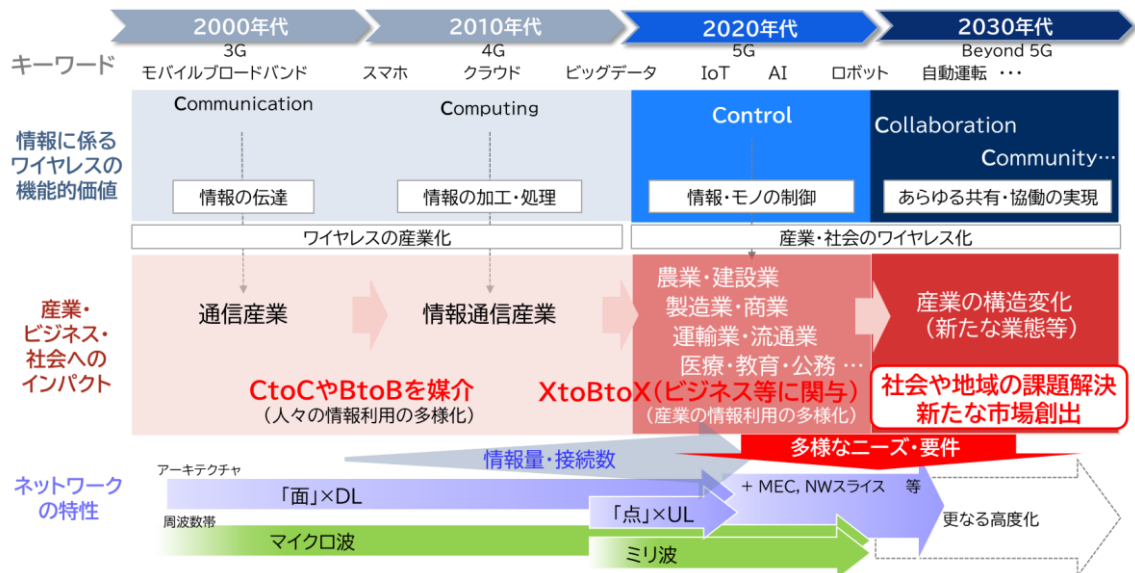 2000年代
2010年代
2020年代
2030年代
キーワード
3G
4G
5G
Beyond 5G
モバイルブロードバンド
スマホ
クラウド
ビッグデータ
IoT
AI
ロボット
自動運転 ・・・
情報に係る
ワイヤレスの
機能的価値
Communication
Computing
Control
Collaboration
Community…
情報の伝達
情報の加工・処理
情報・モノの制御
あらゆる共有・協働の実現
ワイヤレスの産業化
産業・社会のワイヤレス化
産業・
ビジネス・
社会への
インパクト
通信産業
情報通信産業
農業・建設業
製造業・商業
運輸業・流通業
医療・教育・公務 …
産業の構造変化
（新たな業態等）
CtoCやBtoBを媒介
（人々の情報利用の多様化）
XtoBtoX（ビジネス等に関与）
（産業の情報利用の多様化）
社会や地域の課題解決
新たな市場創出
ネットワーク
の特性
情報量・接続数
多様なニーズ・要件
アーキテクチャ
「面」×DL
「点」×UL
+ MEC, NWスライス 等
更なる高度化
周波数帯
マイクロ波
ミリ波